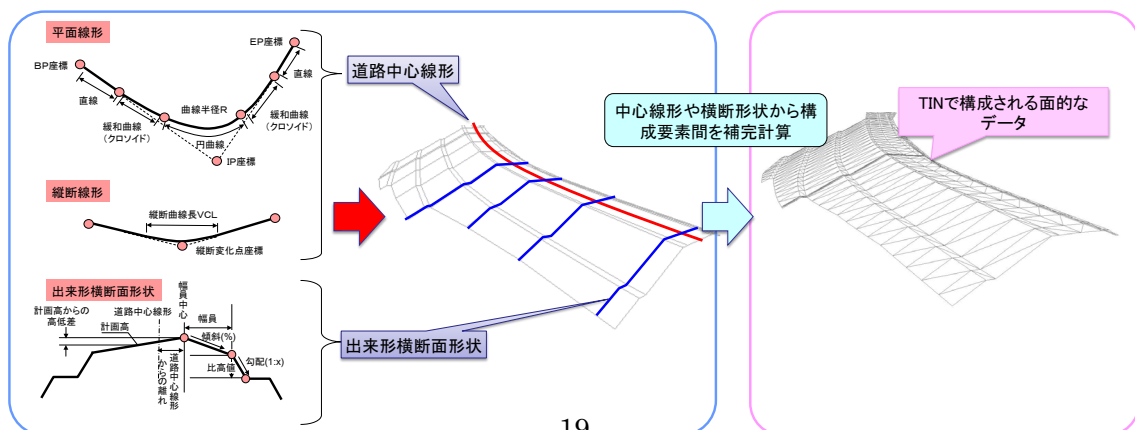 平面線形
BP座標
EP座標
直線
直線
曲線半径R
緩和曲線
(クロソイド)
緩和曲線
(クロソイド)
円曲線
IP座標
縦断線形
縦断曲線長VCL
縦断変化点座標
出来形横断面形状
計画高からの
高低差
道路中心線形
計画高
幅員中心
幅員
傾斜(%)
勾配(1:x)
比高値
道路中心線形
からの離れ
道路中心線形
出来形横断面形状
中心線形や横断形状から構
成要素間を補完計算
TINで構成される面的な
データ
19